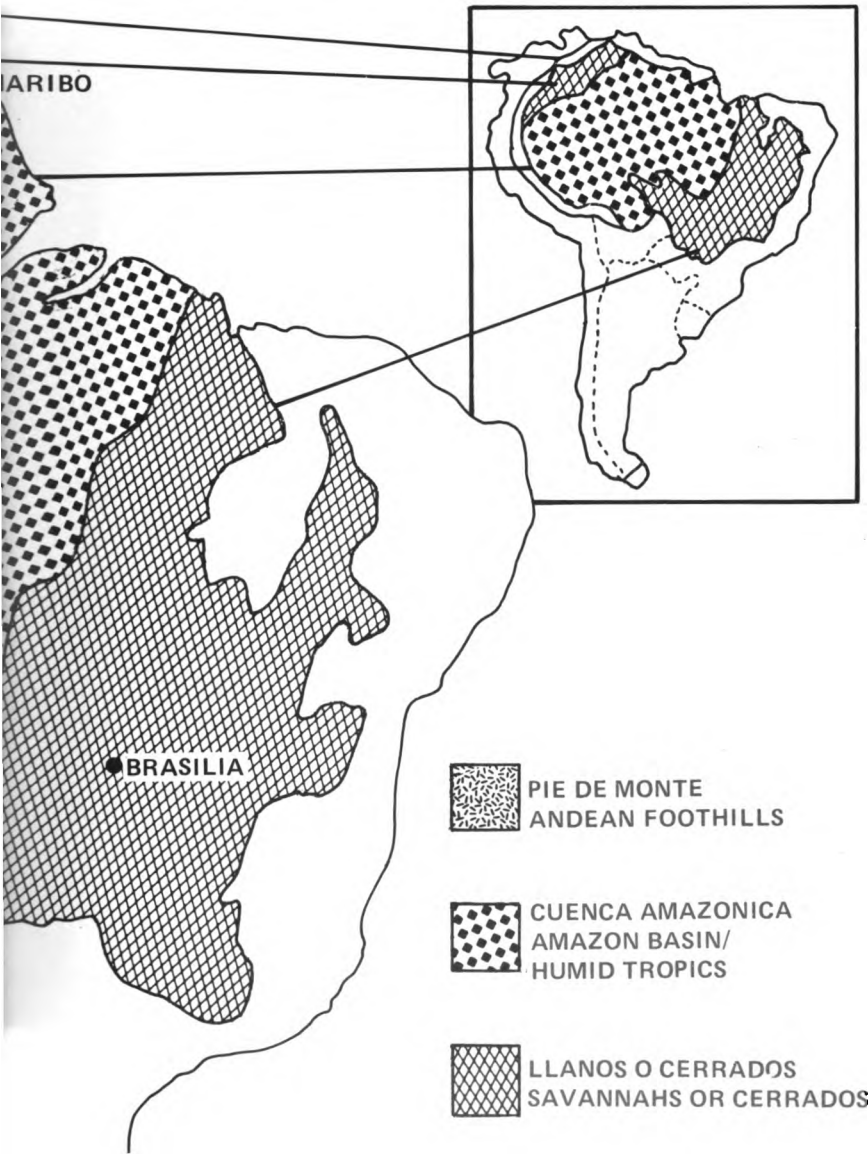 ARIBO
BRASILIA
PIE DE MONTE
ANDEAN FOOTHILLS
CUENCA AMAZONICA
AMAZON BASIN/
HUMID TROPICS
LLANOS O CERRADOS
SAVANNAHS OR CERRADOS